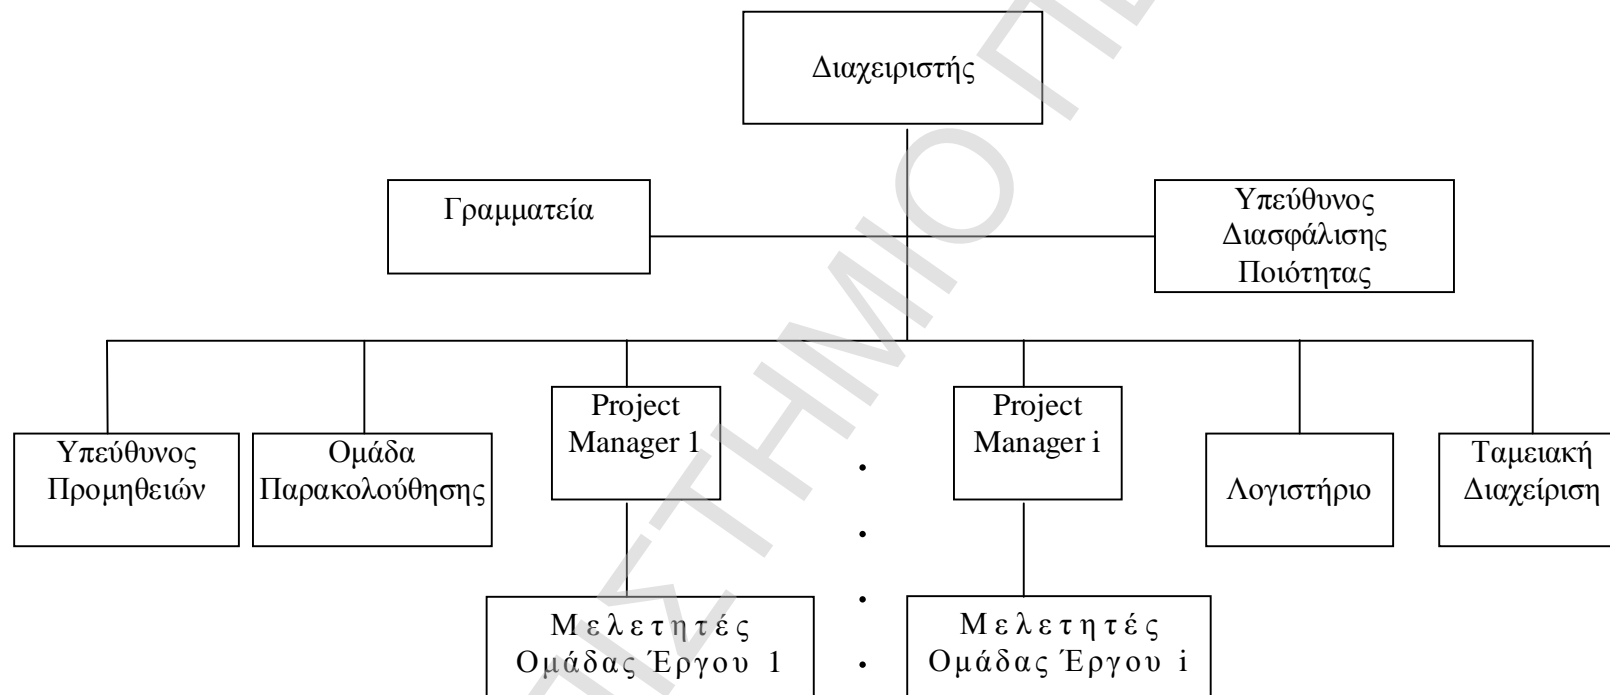 Διαχειριστής
Γραμματεία
Υπεύθυνος
Διασφάλισης
Ποιότητας
Υπεύθυνος
Προμηθειών
Ομάδα
Παρακολούθησης
Project
Manager 1
Project
Manager i
Λογιστήριο
Ταμειακή
Διαχείριση
Μελετητές
Ομάδας Έργου 1
Μελετητές
Ομάδας Έργου i